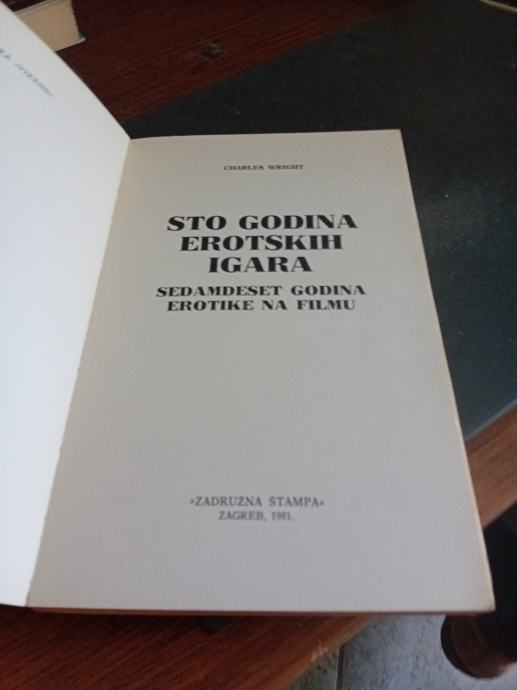 CHARLES WRIGHT
STO GODINA
EROTSKIH
IGARA
SEDAMDESET GODINA
EROTIKE NA FILMU
»ZADRUŽNA ŠTAMPA«
ZAGREB, 1981.